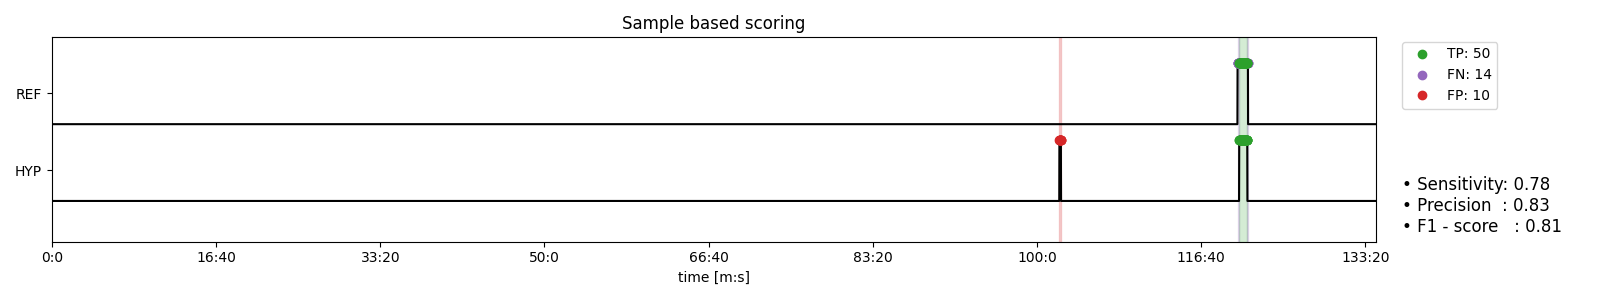 Sample based scoring
REF
HYP
TP: 50
FN: 14
FP: 10
• Sensitivity: 0.78
• Precision : 0.83
• F1 - score : 0.81
0:0 16:40 33:20 50:0 66:40 83:20 100:0 116:40 133:20
time [m:s]